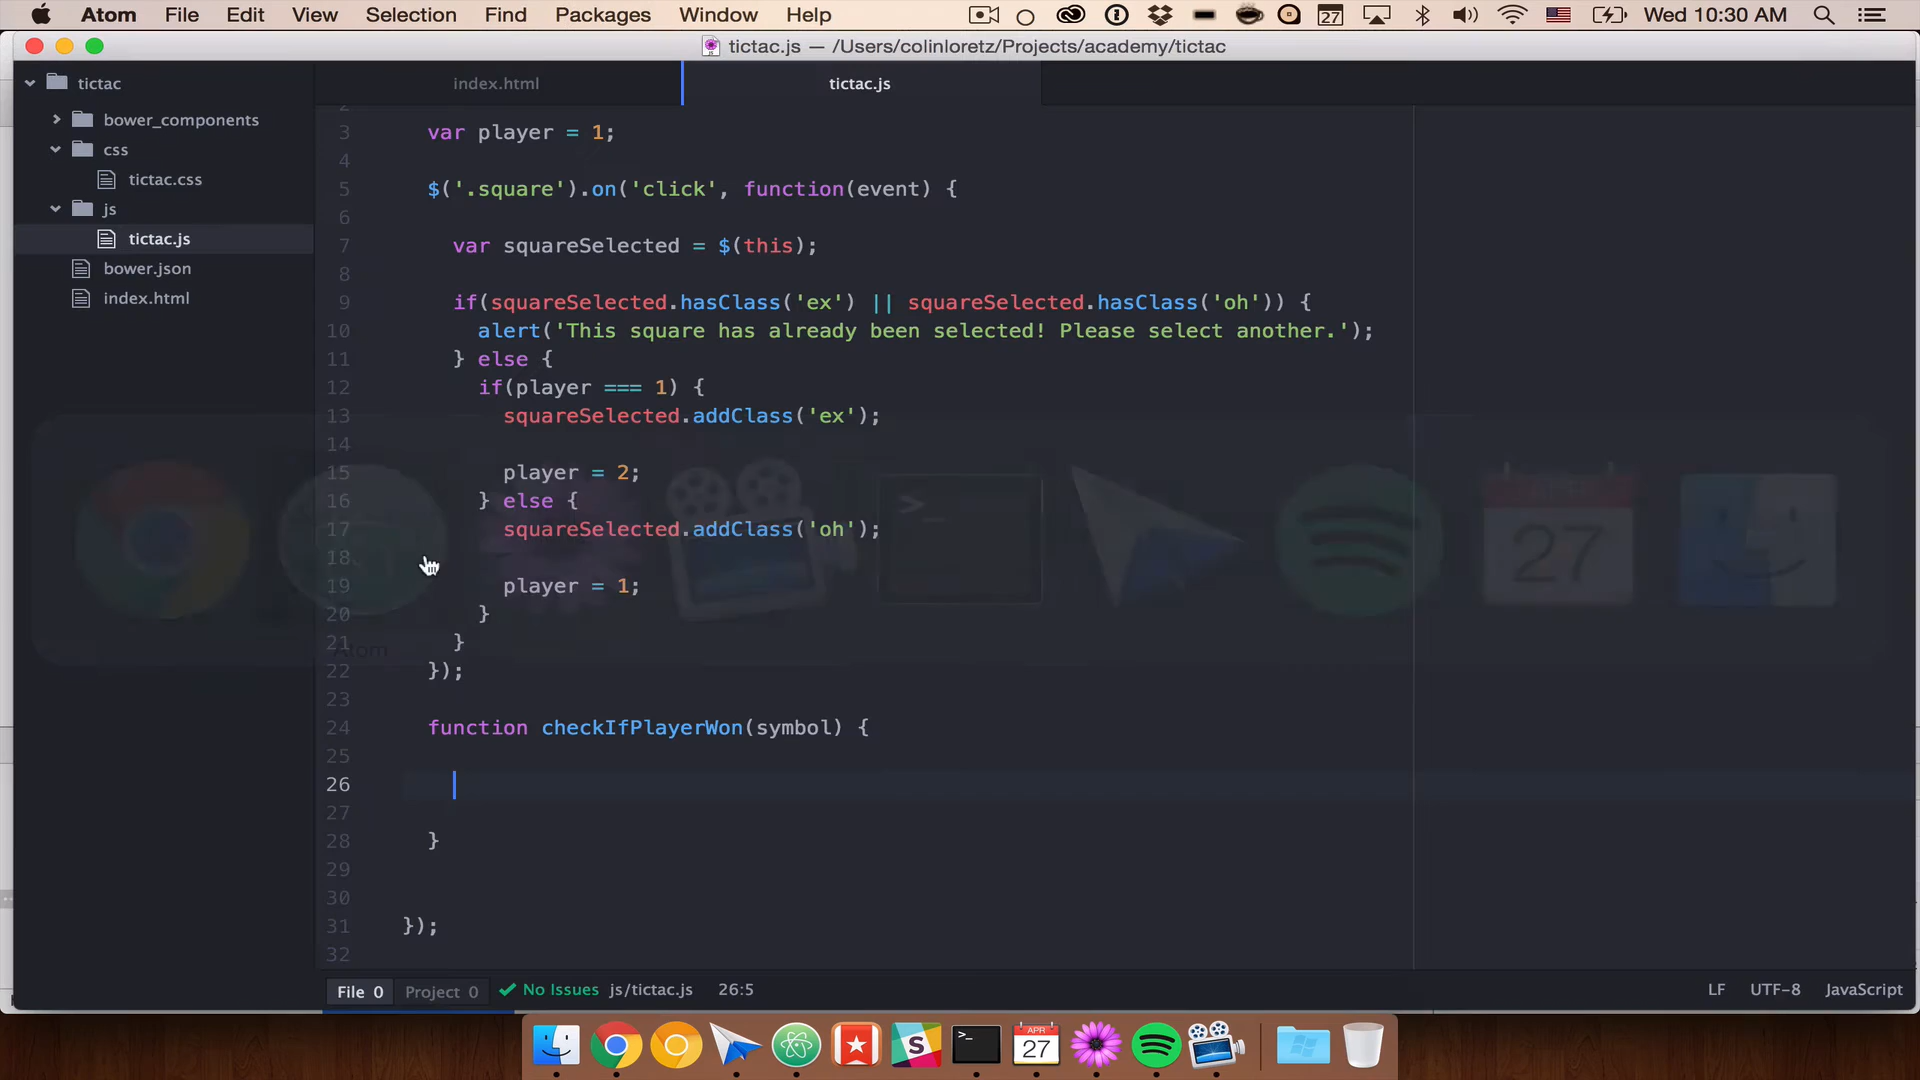 Atom File Edit View Selection Find Packages Window Help 27 Wed 10:30 AM
tictac.js — /Users/colinloretz/Projects/academy/tictac
tictac
bower_components
css
tictac.css
js
tictac.js
bower.json
index.html
index.html tictac.js
2
3 var player = 1;
4
5 $('.square').on('click', function(event) {
6
7 var squareSelected = $(this);
8
9 if(squareSelected.hasClass('ex') || squareSelected.hasClass('oh')) {
10 alert('This square has already been selected! Please select another.');
11 } else {
12 if(player === 1) {
13 squareSelected.addClass('ex');
14
15 player = 2;
16 } else {
17 squareSelected.addClass('oh');
18
19 player = 1;
20 }
21 }
22 });
23
24 function checkIfPlayerWon(symbol) {
25
26
27
28 }
29
30
31 });
32
Atom
APR
27
File 0 Project 0 No Issues js/tictac.js 26:5 LF UTF-8 JavaScript
S
>_
APR
27